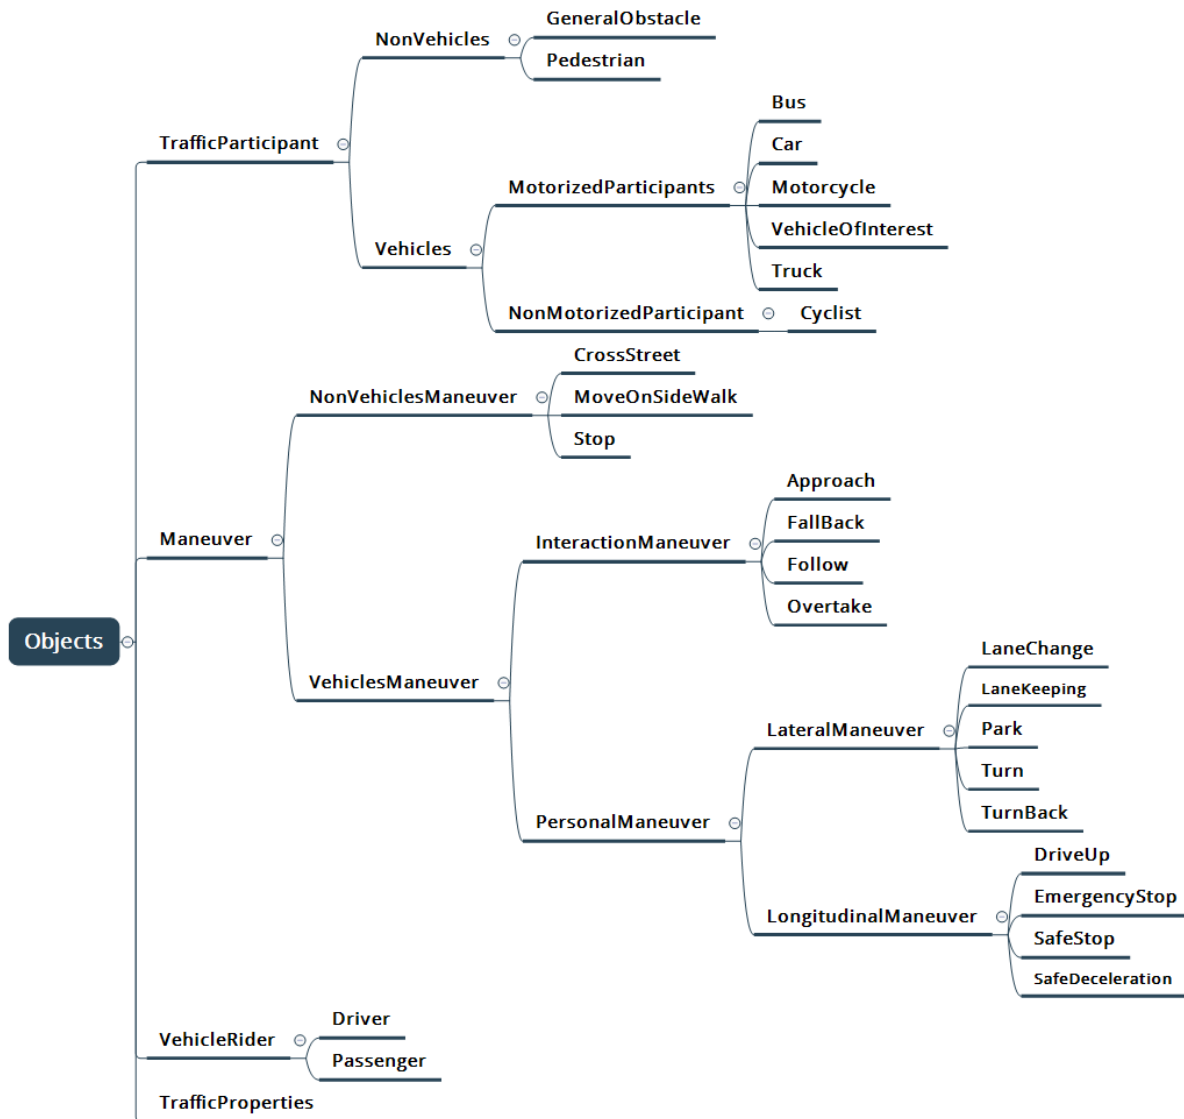 Objects
TrafficParticipant
NonVehicles
GeneralObstacle
Pedestrian
Vehicles
MotorizedParticipants
Bus
Car
Motorcycle
VehicleOfInterest
Truck
NonMotorizedParticipant
Cyclist
Maneuver
NonVehiclesManeuver
CrossStreet
MoveOnSideWalk
Stop
VehiclesManeuver
InteractionManeuver
Approach
FallBack
Follow
Overtake
PersonalManeuver
LateralManeuver
LaneChange
LaneKeeping
Park
Turn
TurnBack
LongitudinalManeuver
DriveUp
EmergencyStop
SafeStop
SafeDeceleration
VehicleRider
Driver
Passenger
TrafficProperties